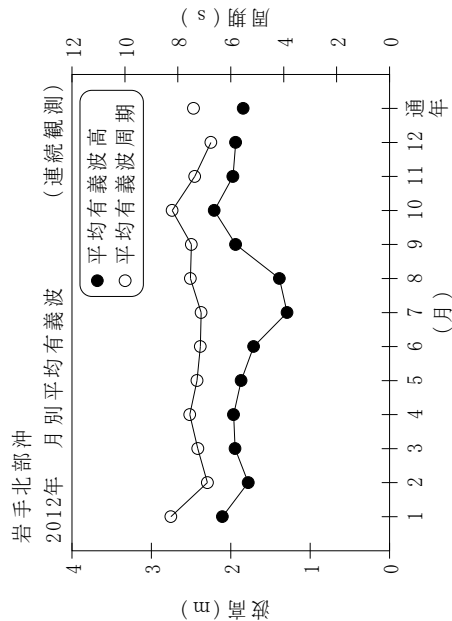 岩手北部沖
2012年 月別平均有義波 (連続観測)
平均有義波高
平均有義波周期
波高(m)
4
3
2
1
0
周期(s)
12
10
8
6
4
2
0
1 2 3 4 5 6 7 8 9 10 11 12 通年
(月)